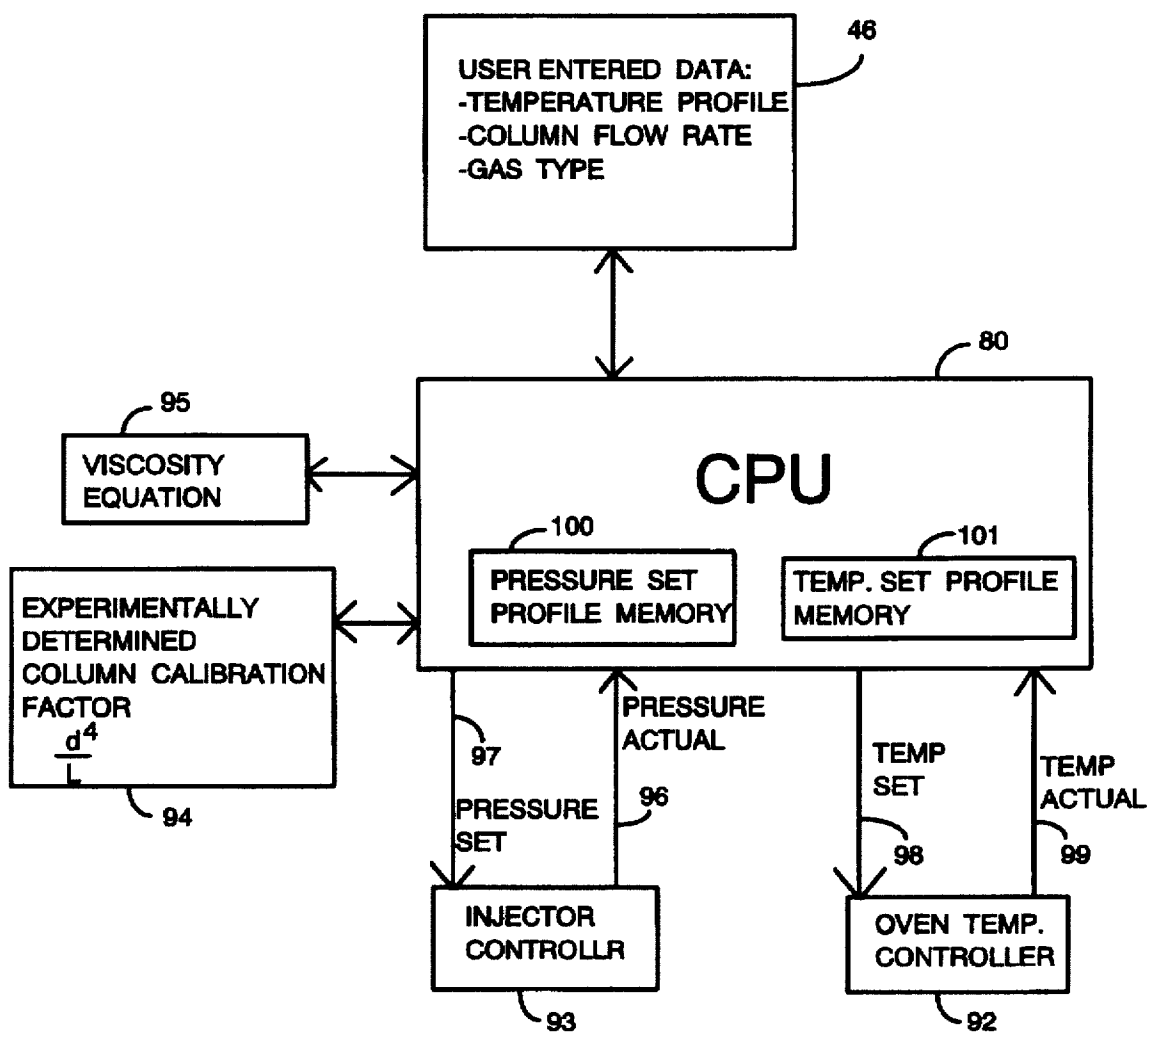 46
USER ENTERED DATA:
-TEMPERATURE PROFILE
-COLUMN FLOW RATE
-GAS TYPE
80
95
VISCOSITY
EQUATION
CPU
100
PRESSURE SET
PROFILE MEMORY
101
TEMP. SET PROFILE
MEMORY
EXPERIMENTALLY
DETERMINED
COLUMN CALIBRATION
FACTOR
d4
L
94
97
PRESSURE
SET
PRESSURE
ACTUAL
96
TEMP
SET
98
TEMP
ACTUAL
99
INJECTOR
CONTROLLR
93
OVEN TEMP.
CONTROLLER
92